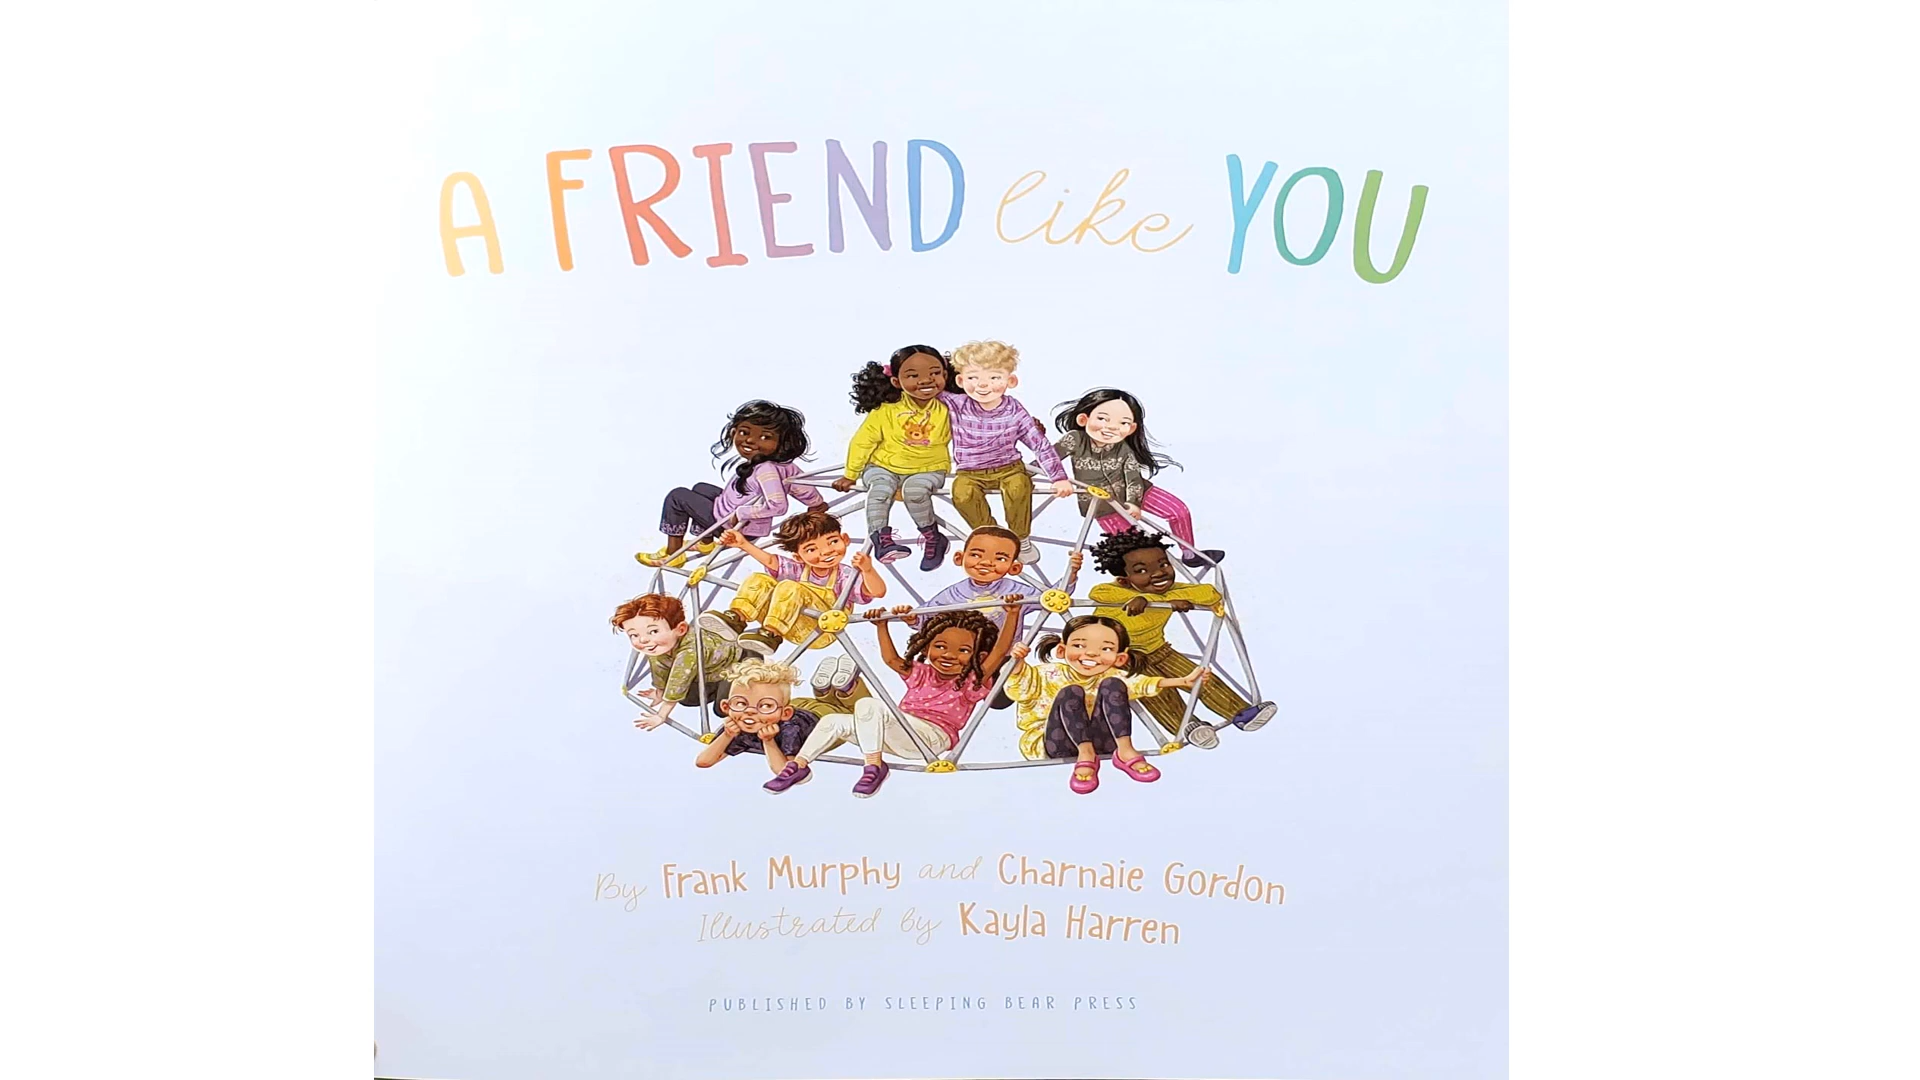 A FRIEND like YOU
By Frank Murphy and Charnaie Gordon
Illustrated by Kayla Harren
PUBLISHED BY SLEEPING BEAR PRESS